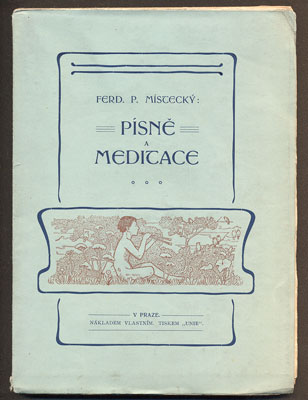 FERD. P. MÍSTECKÝ:
PÍSNĚ
A
MEDITACE
V PRAZE.
NÁKLADEM VLASTNÍM. TISKEM „UNIE“.